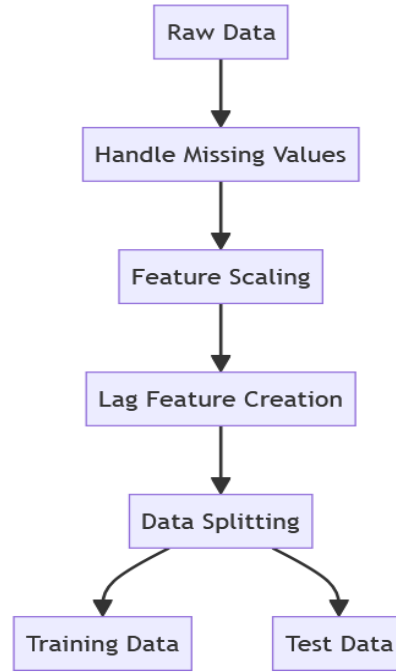 Raw Data
Handle Missing Values
Feature Scaling
Lag Feature Creation
Data Splitting
Training Data
Test Data